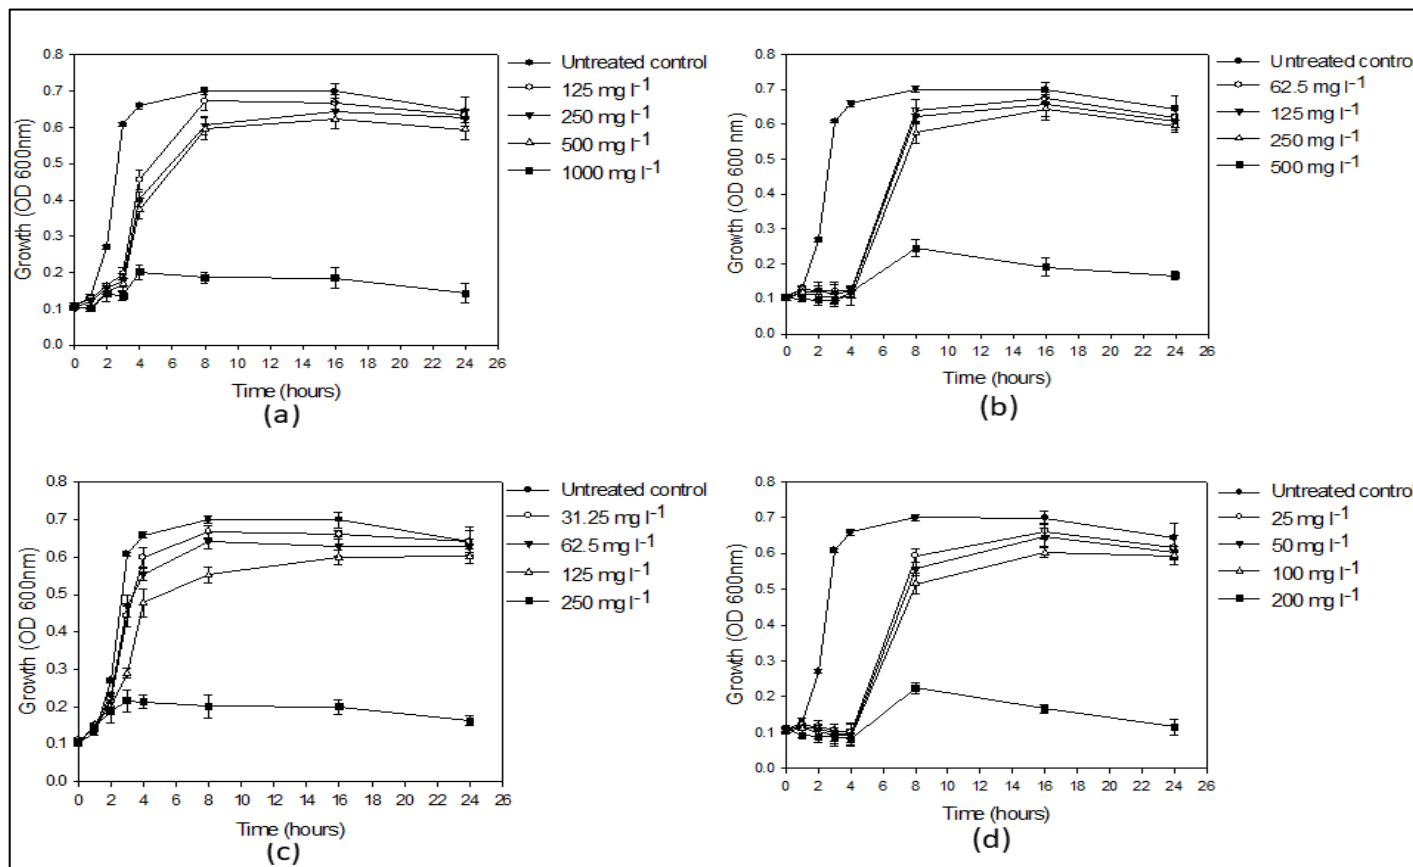 0.8
0.7
0.6
0.5
0.4
0.3
0.2
0.1
0.0
Growth (OD 600nm)
0 2 4 6 8 10 12 14 16 18 20 22 24 26
Time (hours)
(a)
Untreated control
125 mg l⁻¹
250 mg l⁻¹
500 mg l⁻¹
1000 mg l⁻¹
0.8
0.7
0.6
0.5
0.4
0.3
0.2
0.1
0.0
Growth (OD 600 nm)
0 2 4 6 8 10 12 14 16 18 20 22 24 26
Time (hours)
(b)
Untreated control
62.5 mg l⁻¹
125 mg l⁻¹
250 mg l⁻¹
500 mg l⁻¹
0.8
0.7
0.6
0.5
0.4
0.3
0.2
0.1
0.0
Growth (OD 600nm)
0 2 4 6 8 10 12 14 16 18 20 22 24 26
Time (hours)
(c)
Untreated control
31.25 mg l⁻¹
62.5 mg l⁻¹
125 mg l⁻¹
250 mg l⁻¹
0.8
0.7
0.6
0.5
0.4
0.3
0.2
0.1
0.0
Growth (OD 600nm)
0 2 4 6 8 10 12 14 16 18 20 22 24 26
Time (hours)
(d)
Untreated control
25 mg l⁻¹
50 mg l⁻¹
100 mg l⁻¹
200 mg l⁻¹